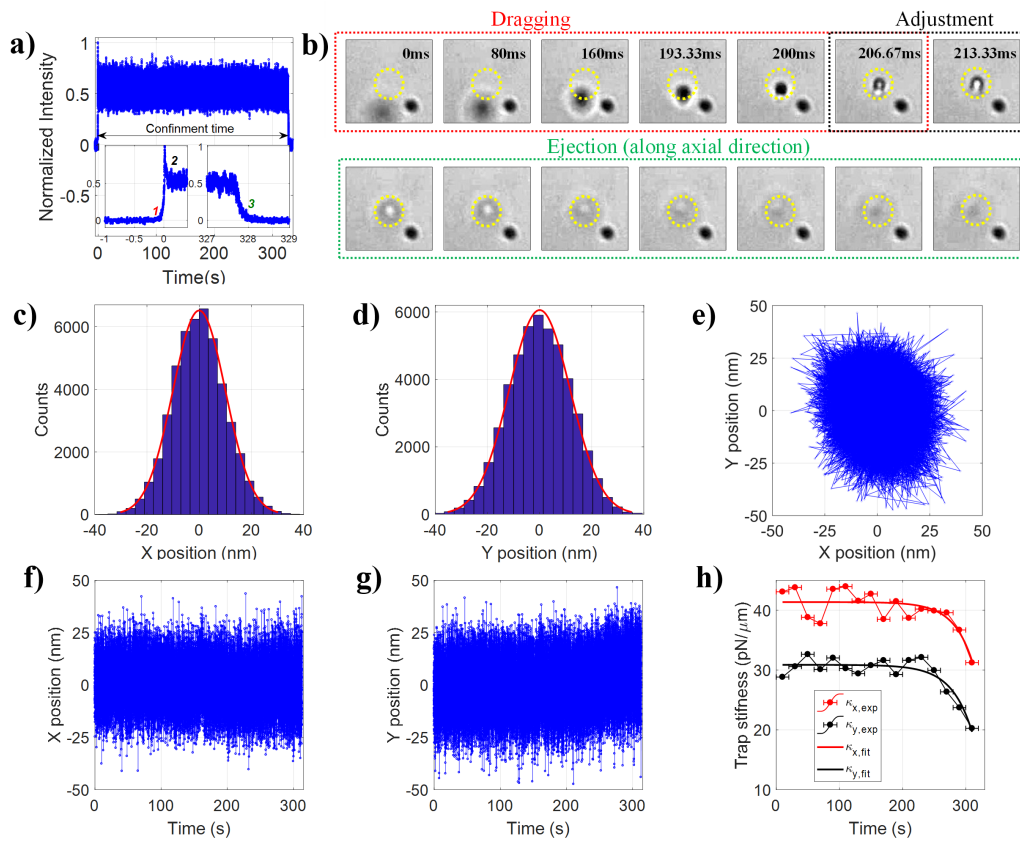 a)
Normalized Intensity
1
0.5
0
-0.5
Confinment time
1
0.5
0
1
2
-1
-0.5
0
1
0.5
0
3
327
328
329
0
100
200
300
Time(s)
b)
Dragging
Adjustment
0ms
80ms
160ms
193.33ms
200ms
206.67ms
213.33ms
Ejection (along axial direction)
c)
Counts
6000
4000
2000
0
-40
-20
0
20
40
X position (nm)
d)
Counts
6000
4000
2000
0
-40
-20
0
20
40
Y position (nm)
e)
Y position (nm)
50
25
0
-25
-50
-50
-25
0
25
50
X position (nm)
f)
X position (nm)
50
25
0
-25
-50
0
100
200
300
Time (s)
g)
Y position (nm)
50
25
0
-25
-50
0
100
200
300
Time (s)
h)
Trap stiffness (pN/μm)
40
30
20
10
κx,exp
κy,exp
κx,fit
κy,fit
0
100
200
300
Time (s)